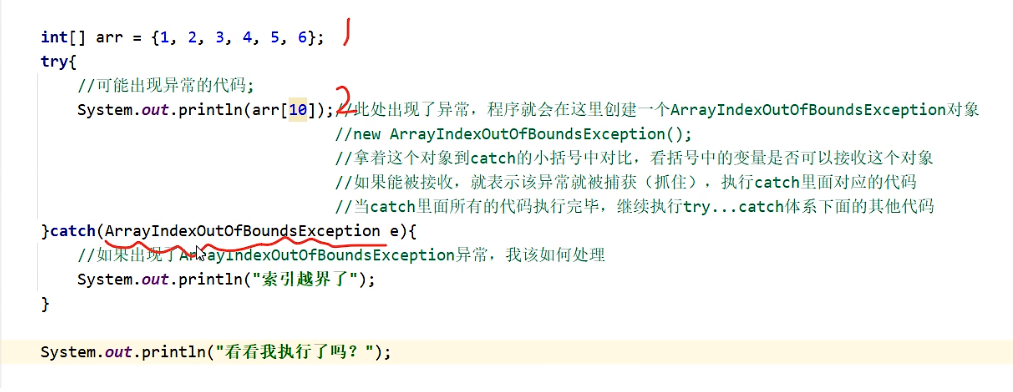 int[] arr = {1, 2, 3, 4, 5, 6}; 1
try{
//可能出现异常的代码;
System.out.println(arr[10]);2//此处出现了异常，程序就会在这里创建一个ArrayIndexOutOfBoundsException对象
//new ArrayIndexOutOfBoundsException();
//拿着这个对象到catch的小括号中对比，看括号中的变量是否可以接收这个对象
//如果能被接收，就表示该异常就被捕获（抓住），执行catch里面对应的代码
//当catch里面所有的代码执行完毕，继续执行try...catch体系下面的其他代码
}catch(ArrayIndexOutOfBoundsException e){
//如果出现了ArrayIndexOutOfBoundsException异常，我该如何处理
System.out.println("索引越界了");
}
System.out.println("看看我执行了吗？");